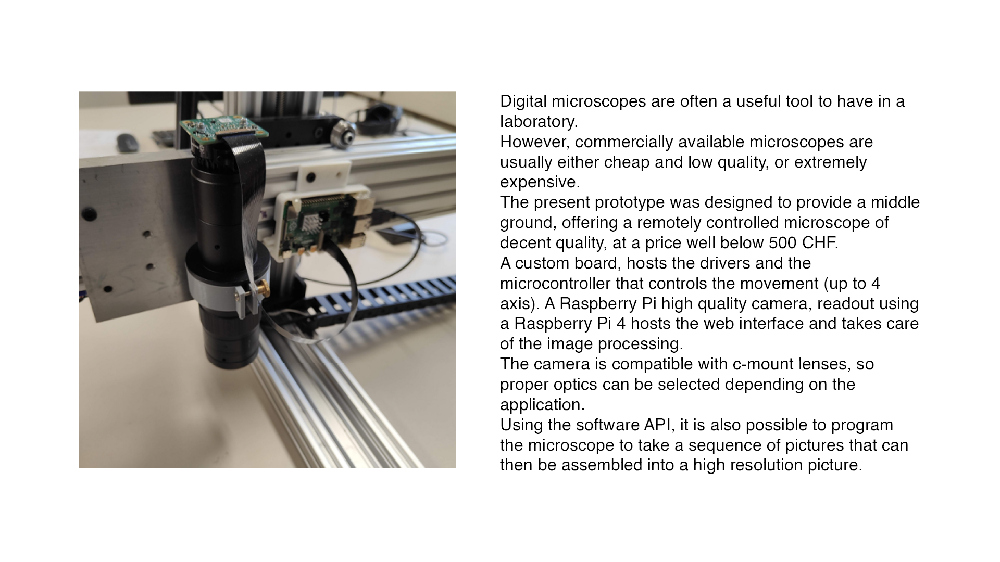 Digital microscopes are often a useful tool to have in a
laboratory.
However, commercially available microscopes are
usually either cheap and low quality, or extremely
expensive.
The present prototype was designed to provide a middle
ground, offering a remotely controlled microscope of
decent quality, at a price well below 500 CHF.
A custom board, hosts the drivers and the
microcontroller that controls the movement (up to 4
axis). A Raspberry Pi high quality camera, readout using
a Raspberry Pi 4 hosts the web interface and takes care
of the image processing.
The camera is compatible with c-mount lenses, so
proper optics can be selected depending on the
application.
Using the software API, it is also possible to program
the microscope to take a sequence of pictures that can
then be assembled into a high resolution picture.